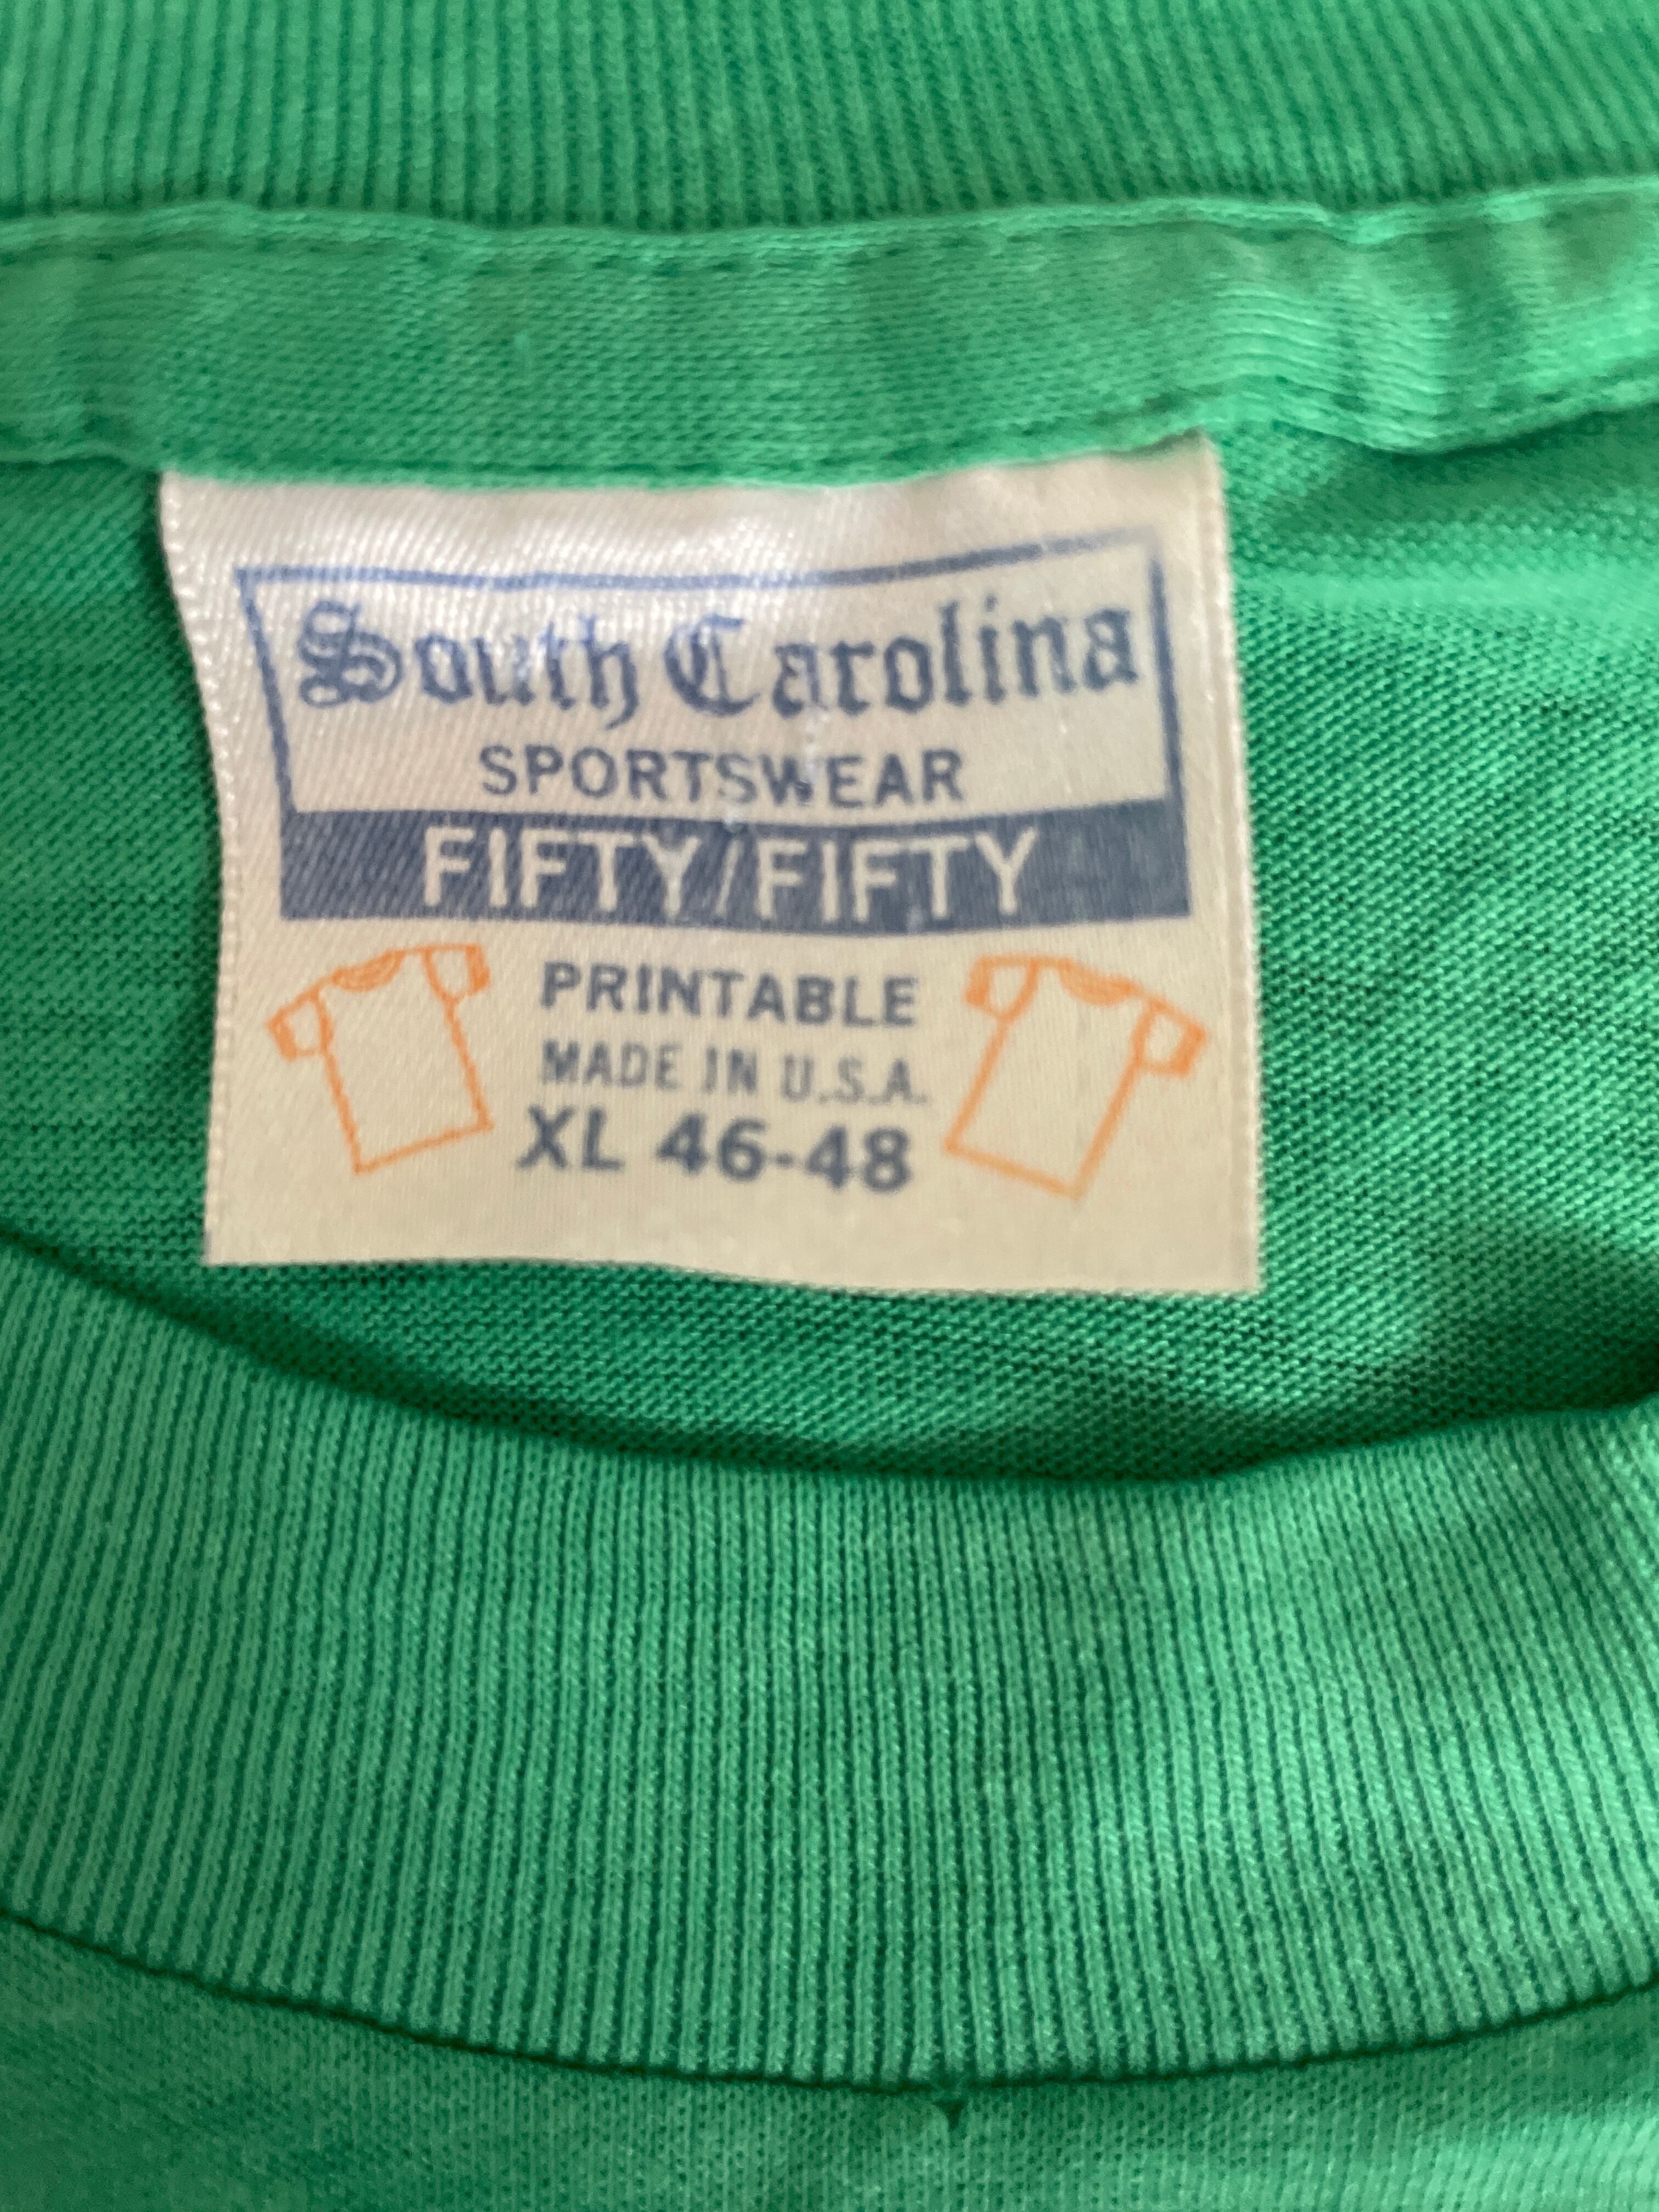 South Carolina
SPORTSWEAR
FIFTY/FIFTY
PRINTABLE
MADE IN U.S.A.
XL 46-48